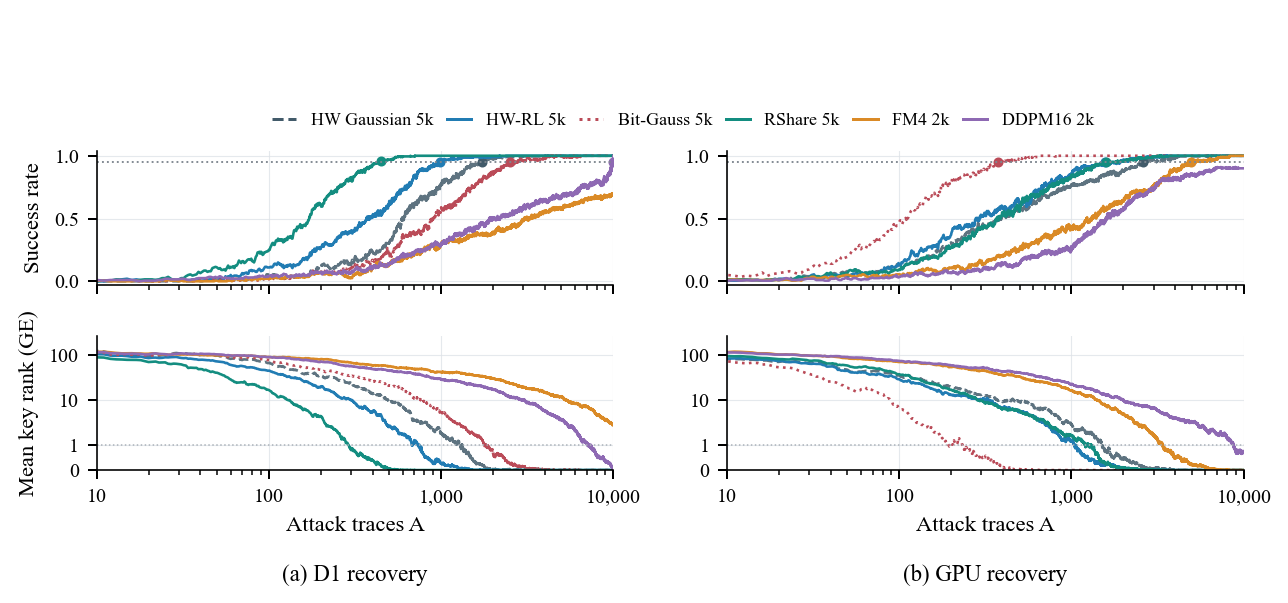 HW Gaussian 5k HW-RL 5k Bit-Gauss 5k RShare 5k FM4 2k DDPM16 2k
Success rate
1.0
0.5
0.0
1.0
0.5
0.0
Mean key rank (GE)
100
10
1
0
10 100 1,000 10,000
Attack traces A
100
10
1
0
10 100 1,000 10,000
Attack traces A
(a) D1 recovery
(b) GPU recovery